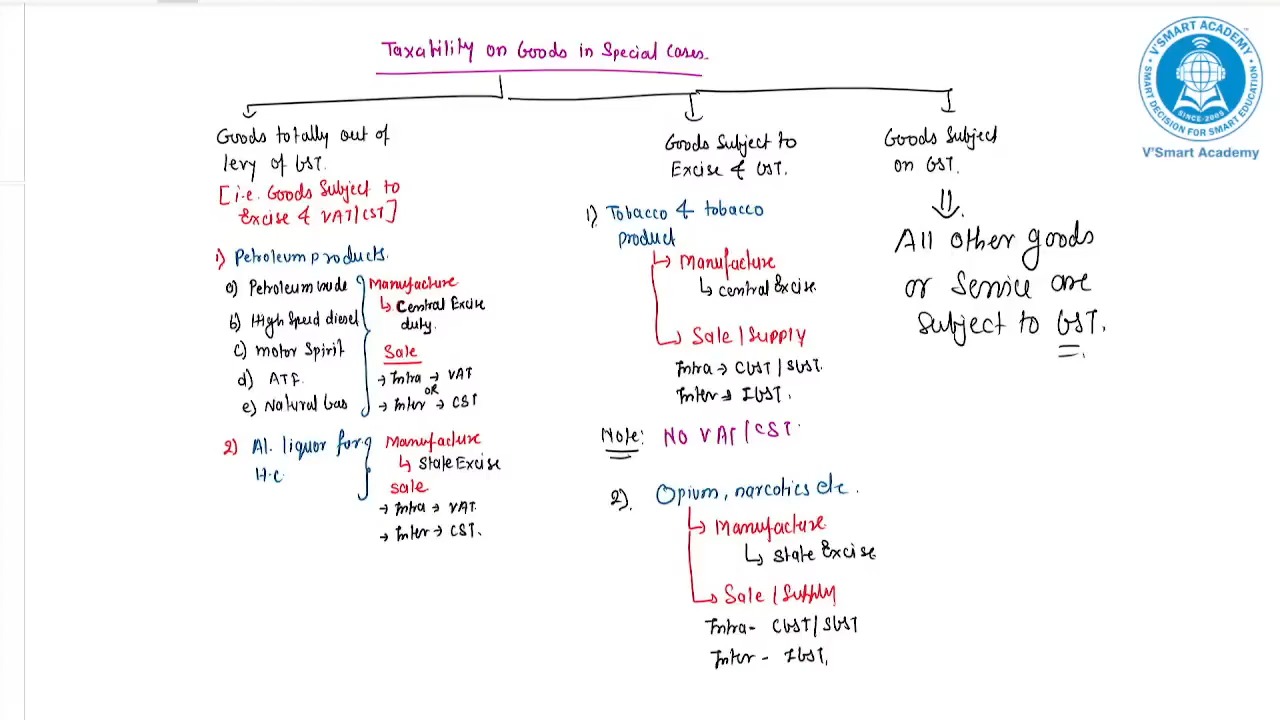 Taxability on Goods in Special Cases.
Goods totally out of
levy of GST.
[i.e. Goods Subject to
Excise & VAT/CST]
1) Petroleum products.
a) Petroleum crude
b) High Speed diesel
c) Motor Spirit
d) ATF.
e) Natural Gas
Manufacture
↳ Central Excise
duty.
Sale
→ Intra → VAT
OR
→ Inter → CST
2) Al. liquor for
H.C
Manufacture
↳ State Excise
Sale
→ Intra → VAT.
→ Inter → CST.
Goods Subject to
Excise & GST.
1) Tobacco & tobacco
product
→ Manufacture
↳ Central Excise
→ Sale | Supply
Intra → CGST | SGST.
Inter → IGST.
Note: NO VAT/CST.
2). Opium, narcotics etc.
→ Manufacture
↳ State Excise
→ Sale | Supply
Intra - CGST/SGST
Inter - IGST.
Goods Subject
on GST.
⇓
All other goods
or Service are
Subject to GST.
V'SMART ACADEMY
SMART DECISION FOR SMART EDUCATION
SINCE-2005
V'Smart Academy